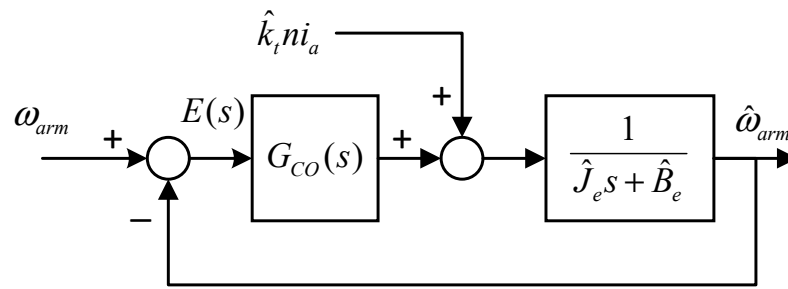 k̂ₜniₐ
ω_arm
+
E(s)
G_CO(s)
+
+
1
Ĵₑs + B̂ₑ
ω̂_arm
−